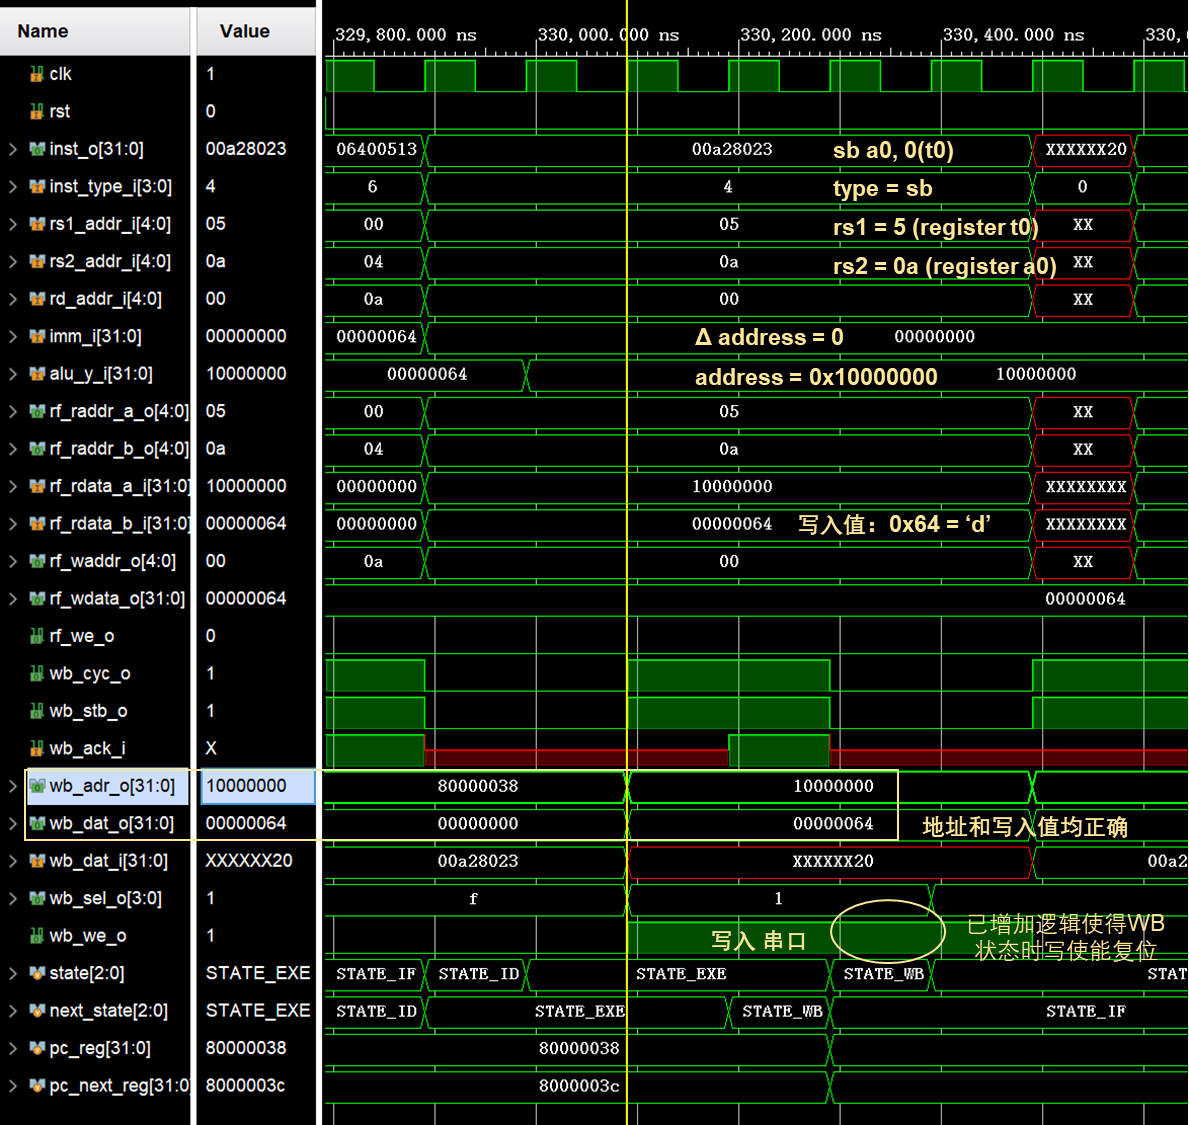 Name Value 329,800.000 ns 330,000.000 ns 330,200.000 ns 330,400.000 ns 330,
clk 1
rst 0
inst_o[31:0] 00a28023 06400513 00a28023 sb a0, 0(t0) XXXXXX20
inst_type_i[3:0] 4 6 4 type = sb 0
rs1_addr_i[4:0] 05 00 05 rs1 = 5 (register t0) XX
rs2_addr_i[4:0] 0a 04 0a rs2 = 0a (register a0) XX
rd_addr_i[4:0] 00 0a 00 XX
imm_i[31:0] 00000000 00000064 Δ address = 0 00000000
alu_y_i[31:0] 10000000 00000064 address = 0x10000000 10000000
rf_raddr_a_o[4:0] 05 00 05 XX
rf_raddr_b_o[4:0] 0a 04 0a XX
rf_rdata_a_i[31:0] 10000000 00000000 10000000 XXXXXXXX
rf_rdata_b_i[31:0] 00000064 00000000 00000064 写入值：0x64 = ‘d’ XXXXXXXX
rf_waddr_o[4:0] 00 0a 00 XX
rf_wdata_o[31:0] 00000064 00000064
rf_we_o 0
wb_cyc_o 1
wb_stb_o 1
wb_ack_i X
wb_adr_o[31:0] 10000000 80000038 10000000
wb_dat_o[31:0] 00000064 00000000 00000064 地址和写入值均正确
wb_dat_i[31:0] XXXXXX20 00a28023 XXXXXX20 00a2
wb_sel_o[3:0] 1 f 1
wb_we_o 1 写入 串口 已增加逻辑使得WB
状态时写使能复位
state[2:0] STATE_EXE STATE_IF STATE_ID STATE_EXE STATE_WB STAT
next_state[2:0] STATE_EXE STATE_ID STATE_EXE STATE_WB STATE_IF
pc_reg[31:0] 80000038 80000038
pc_next_reg[31:0] 8000003c 8000003c